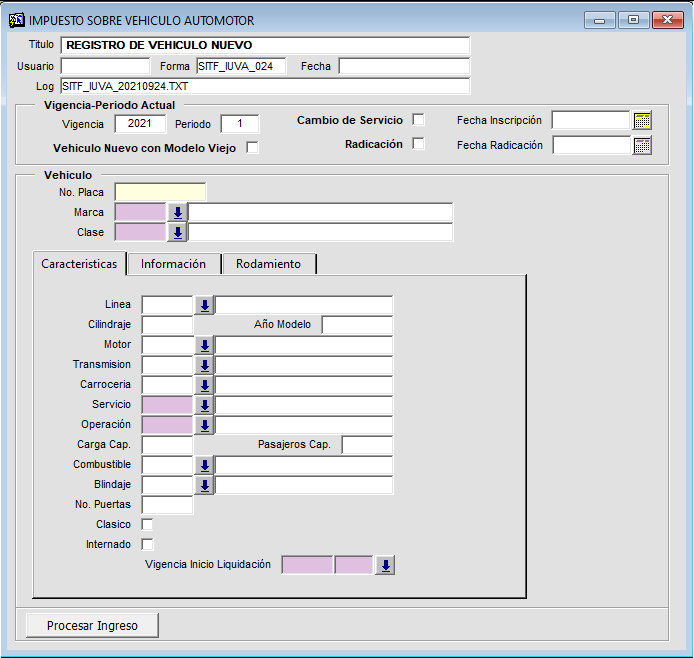 IMPUESTO SOBRE VEHICULO AUTOMOTOR
Titulo REGISTRO DE VEHICULO NUEVO
Usuario Forma SITF_IUVA_024 Fecha
Log SITF_IUVA_20210924.TXT
Vigencia-Periodo Actual
Vigencia 2021 Periodo 1 Cambio de Servicio Fecha Inscripción
Vehiculo Nuevo con Modelo Viejo Radicación Fecha Radicación
Vehiculo
No. Placa
Marca
Clase
Caracteristicas Información Rodamiento
Linea
Cilindraje Año Modelo
Motor
Transmision
Carroceria
Servicio
Operación
Carga Cap. Pasajeros Cap.
Combustible
Blindaje
No. Puertas
Clasico
Internado
Vigencia Inicio Liquidación
Procesar Ingreso